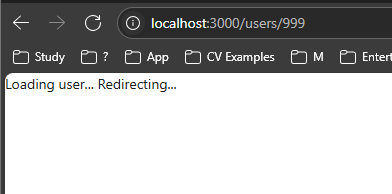 localhost:3000/users/999
Study ? App CV Examples M Entert
Loading user... Redirecting...